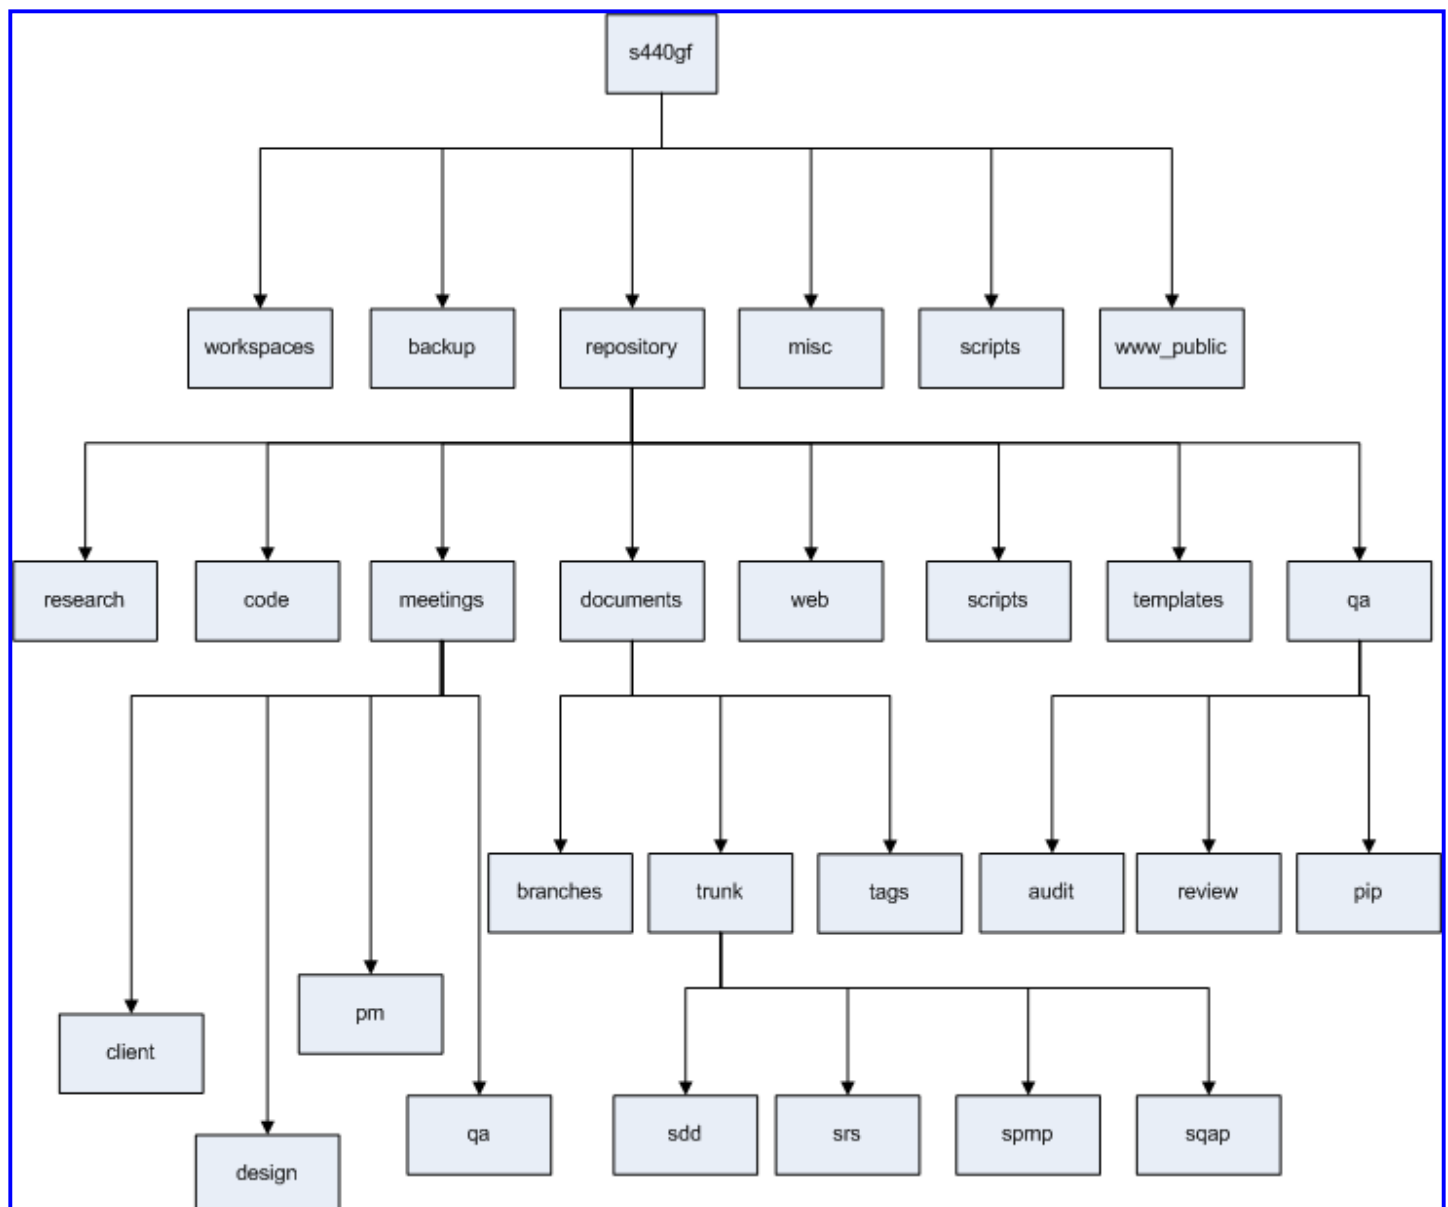 s440gf
workspaces
backup
repository
misc
scripts
www_public
research
code
meetings
documents
web
scripts
templates
qa
branches
trunk
tags
audit
review
pip
pm
client
qa
sdd
srs
spmp
sqap
design